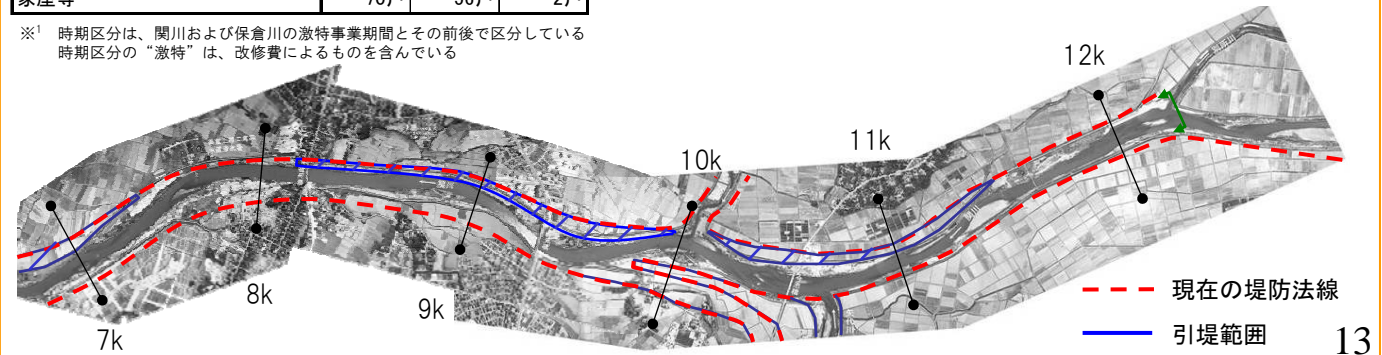 ※1 時期区分は、関川および保倉川の激特事業期間とその前後で区分している
時期区分の“激特”は、改修費によるものを含んでいる
12k
11k
10k
9k
8k
7k
現在の堤防法線
引堤範囲
13